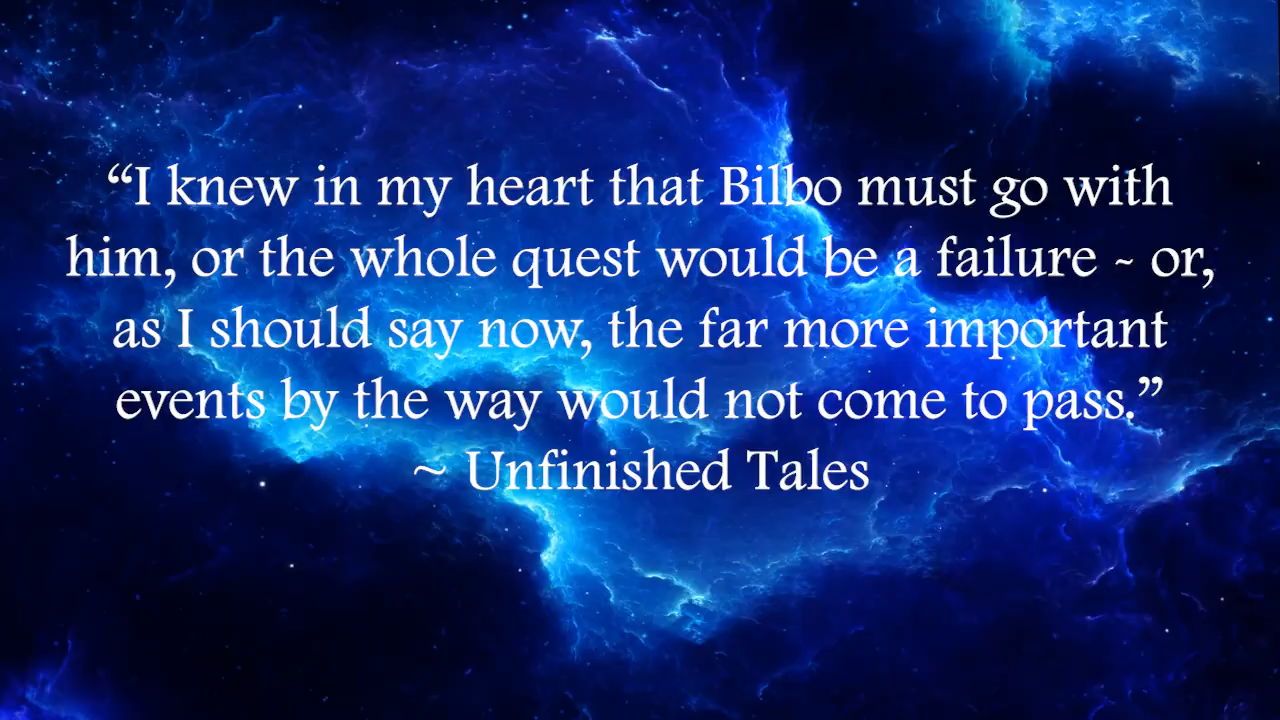 “I knew in my heart that Bilbo must go with
him, or the whole quest would be a failure - or,
as I should say now, the far more important
events by the way would not come to pass.”
~ Unfinished Tales